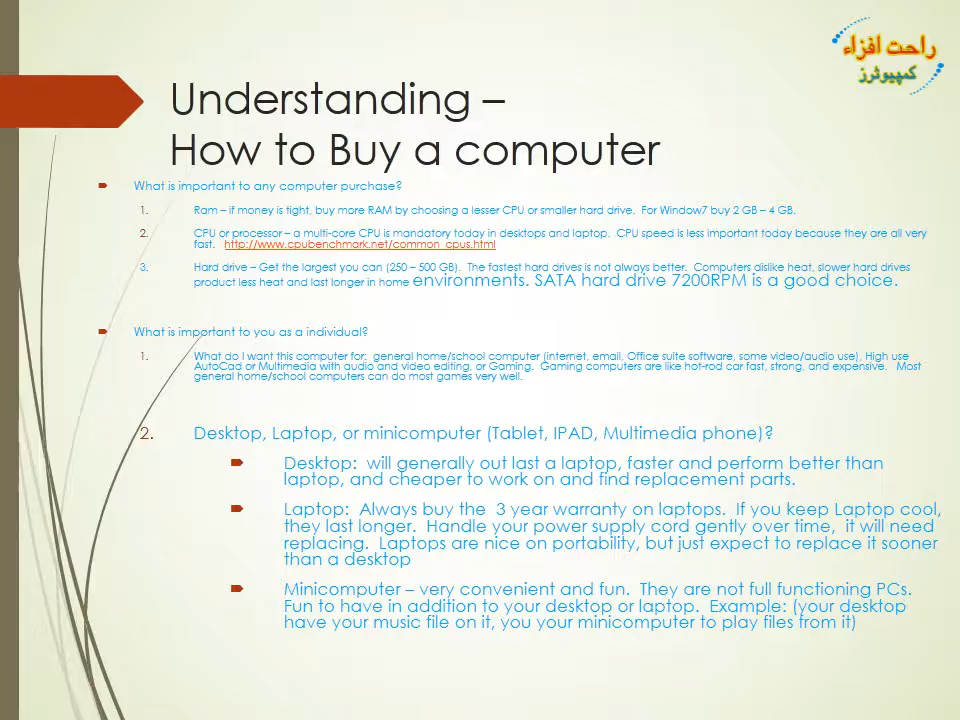 راحت افزاء
کمپیوٹرز
Understanding –
How to Buy a computer
What is important to any computer purchase?
1. Ram – if money is tight, buy more RAM by choosing a lesser CPU or smaller hard drive. For Window7 buy 2 GB – 4 GB.
2. CPU or processor – a multi-core CPU is mandatory today in desktops and laptop. CPU speed is less important today because they are all very
fast. http://www.cpubenchmark.net/common_cpus.html
3. Hard drive – Get the largest you can (250 – 500 GB). The fastest hard drives is not always better. Computers dislike heat, slower hard drives
product less heat and last longer in home environments. SATA hard drive 7200RPM is a good choice.
What is important to you as a individual?
1. What do I want this computer for: general home/school computer (internet, email, Office suite software, some video/audio use), High use
AutoCad or Multimedia with audio and video editing, or Gaming. Gaming computers are like hot-rod car fast, strong, and expensive. Most
general home/school computers can do most games very well.
2. Desktop, Laptop, or minicomputer (Tablet, IPAD, Multimedia phone)?
Desktop: will generally out last a laptop, faster and perform better than
laptop, and cheaper to work on and find replacement parts.
Laptop: Always buy the 3 year warranty on laptops. If you keep Laptop cool,
they last longer. Handle your power supply cord gently over time, it will need
replacing. Laptops are nice on portability, but just expect to replace it sooner
than a desktop
Minicomputer – very convenient and fun. They are not full functioning PCs.
Fun to have in addition to your desktop or laptop. Example: (your desktop
have your music file on it, you your minicomputer to play files from it)